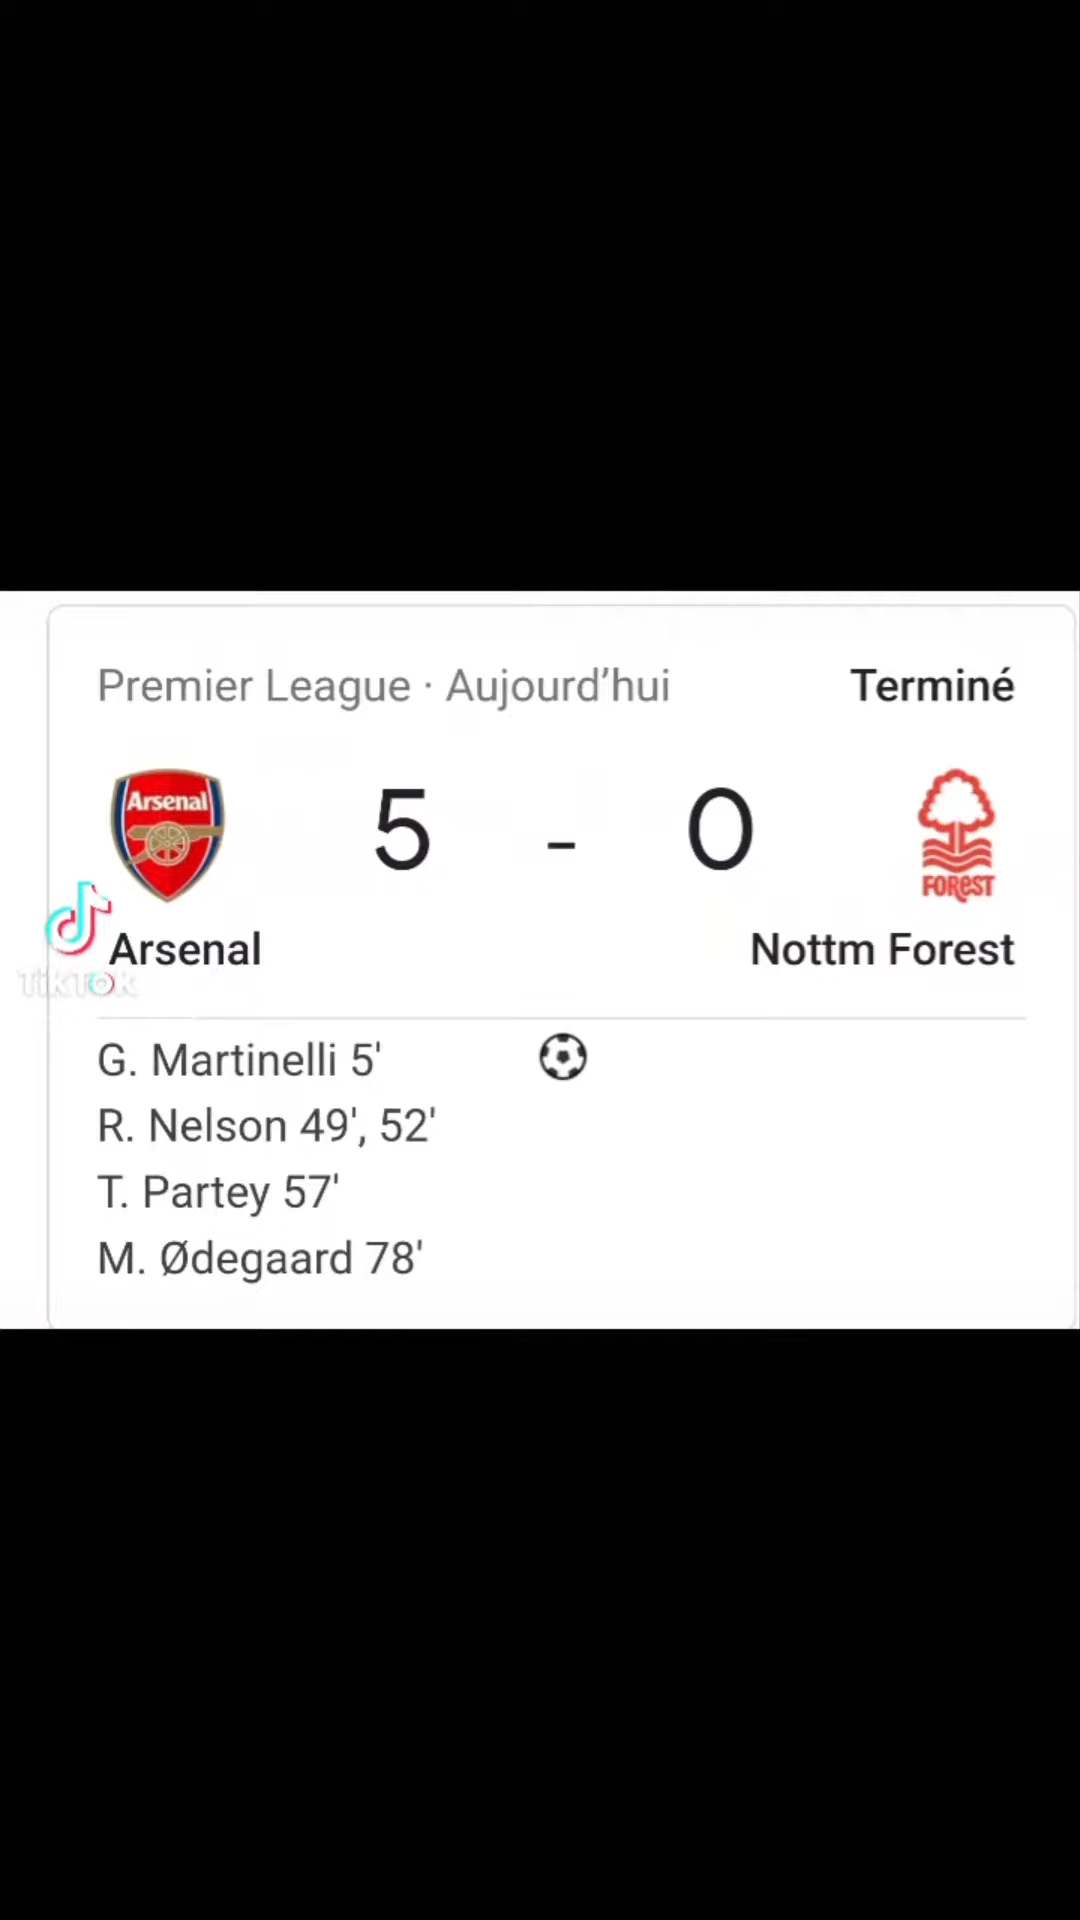 Premier League · Aujourd’hui Terminé
Arsenal
5 - 0
FOREST
Arsenal Nottm Forest
TikTok
G. Martinelli 5'
R. Nelson 49', 52'
T. Partey 57'
M. Ødegaard 78'